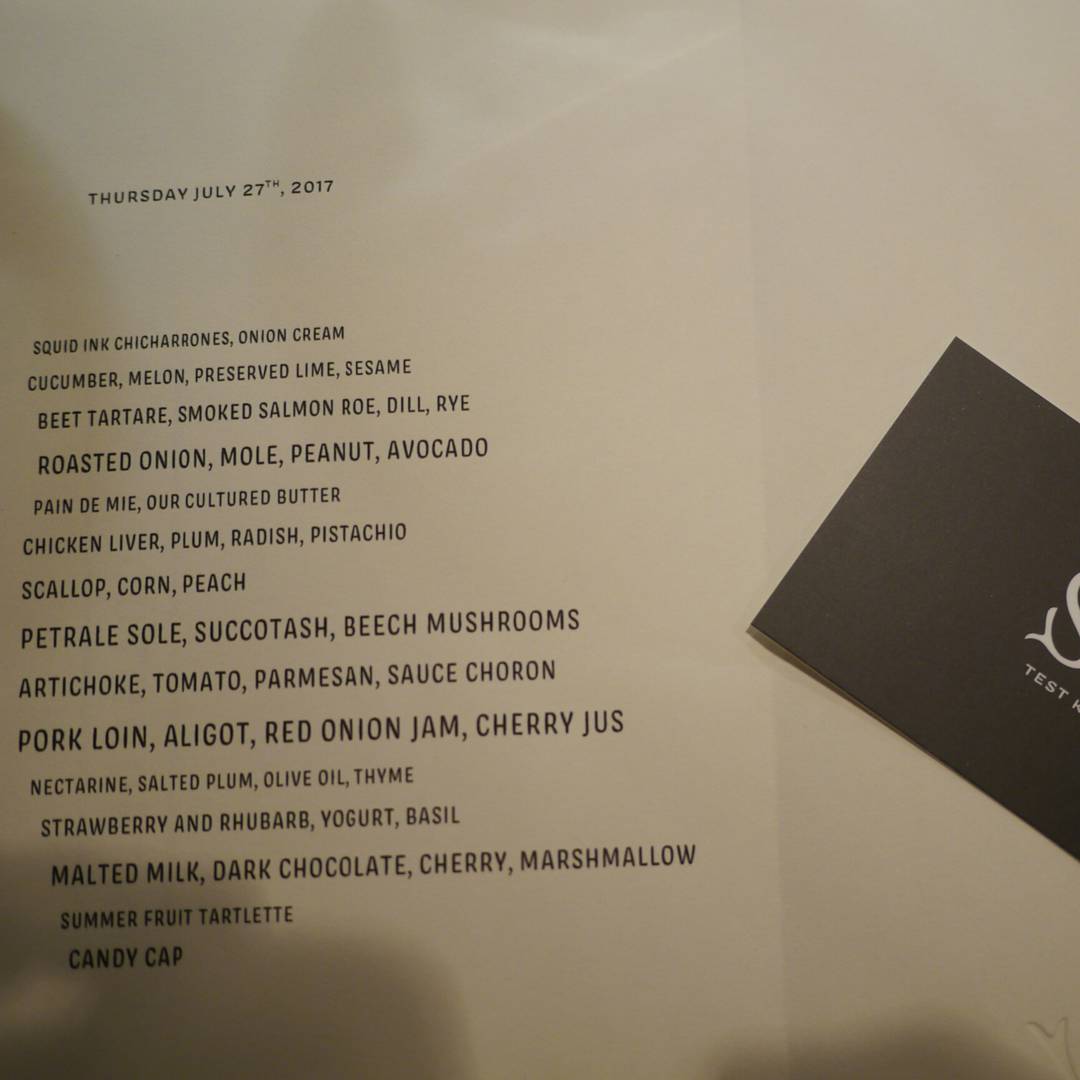 THURSDAY JULY 27TH, 2017
SQUID INK CHICHARRONES, ONION CREAM
CUCUMBER, MELON, PRESERVED LIME, SESAME
BEET TARTARE, SMOKED SALMON ROE, DILL, RYE
ROASTED ONION, MOLE, PEANUT, AVOCADO
PAIN DE MIE, OUR CULTURED BUTTER
CHICKEN LIVER, PLUM, RADISH, PISTACHIO
SCALLOP, CORN, PEACH
PETRALE SOLE, SUCCOTASH, BEECH MUSHROOMS
ARTICHOKE, TOMATO, PARMESAN, SAUCE CHORON
PORK LOIN, ALIGOT, RED ONION JAM, CHERRY JUS
NECTARINE, SALTED PLUM, OLIVE OIL, THYME
STRAWBERRY AND RHUBARB, YOGURT, BASIL
MALTED MILK, DARK CHOCOLATE, CHERRY, MARSHMALLOW
SUMMER FRUIT TARTLETTE
CANDY CAP
TEST